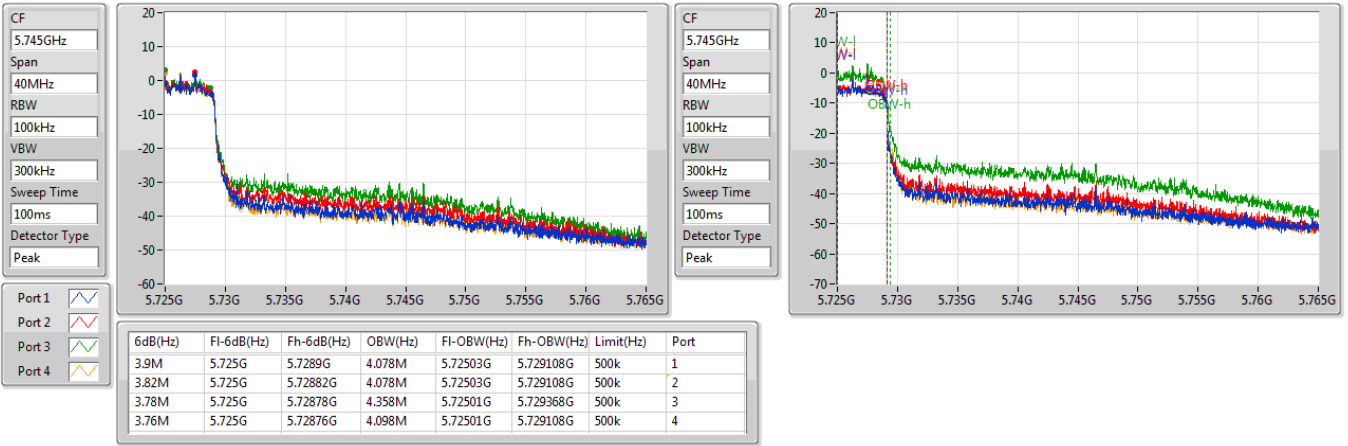 CF
5.745GHz
Span
40MHz
RBW
100kHz
VBW
300kHz
Sweep Time
100ms
Detector Type
Peak
20
10
0
-10
-20
-30
-40
-50
-60
5.725G 5.73G 5.735G 5.74G 5.745G 5.75G 5.755G 5.76G 5.765G
CF
5.745GHz
Span
40MHz
RBW
100kHz
VBW
300kHz
Sweep Time
100ms
Detector Type
Peak
20
10
0
-10
-20
-30
-40
-50
-60
-70
W-l
W-l
OBW-h
OBW-h
5.725G 5.73G 5.735G 5.74G 5.745G 5.75G 5.755G 5.76G 5.765G
Port 1
Port 2
Port 3
Port 4
6dB(Hz) Fl-6dB(Hz) Fh-6dB(Hz) OBW(Hz) Fl-OBW(Hz) Fh-OBW(Hz) Limit(Hz) Port
3.9M 5.725G 5.7289G 4.078M 5.72503G 5.729108G 500k 1
3.82M 5.725G 5.72882G 4.078M 5.72503G 5.729108G 500k 2
3.78M 5.725G 5.72878G 4.358M 5.72501G 5.729368G 500k 3
3.76M 5.725G 5.72876G 4.098M 5.72501G 5.729108G 500k 4